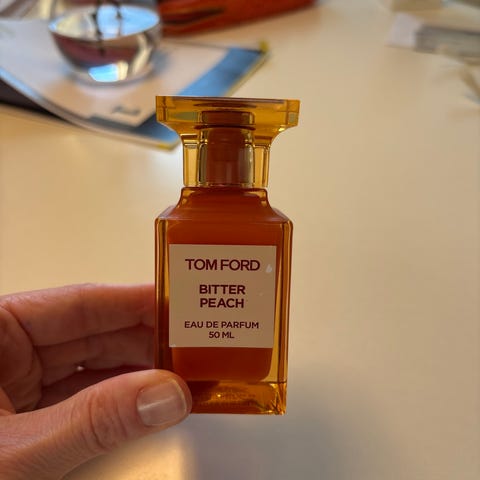 TOM FORD
BITTER
PEACH
EAU DE PARFUM
50 ML